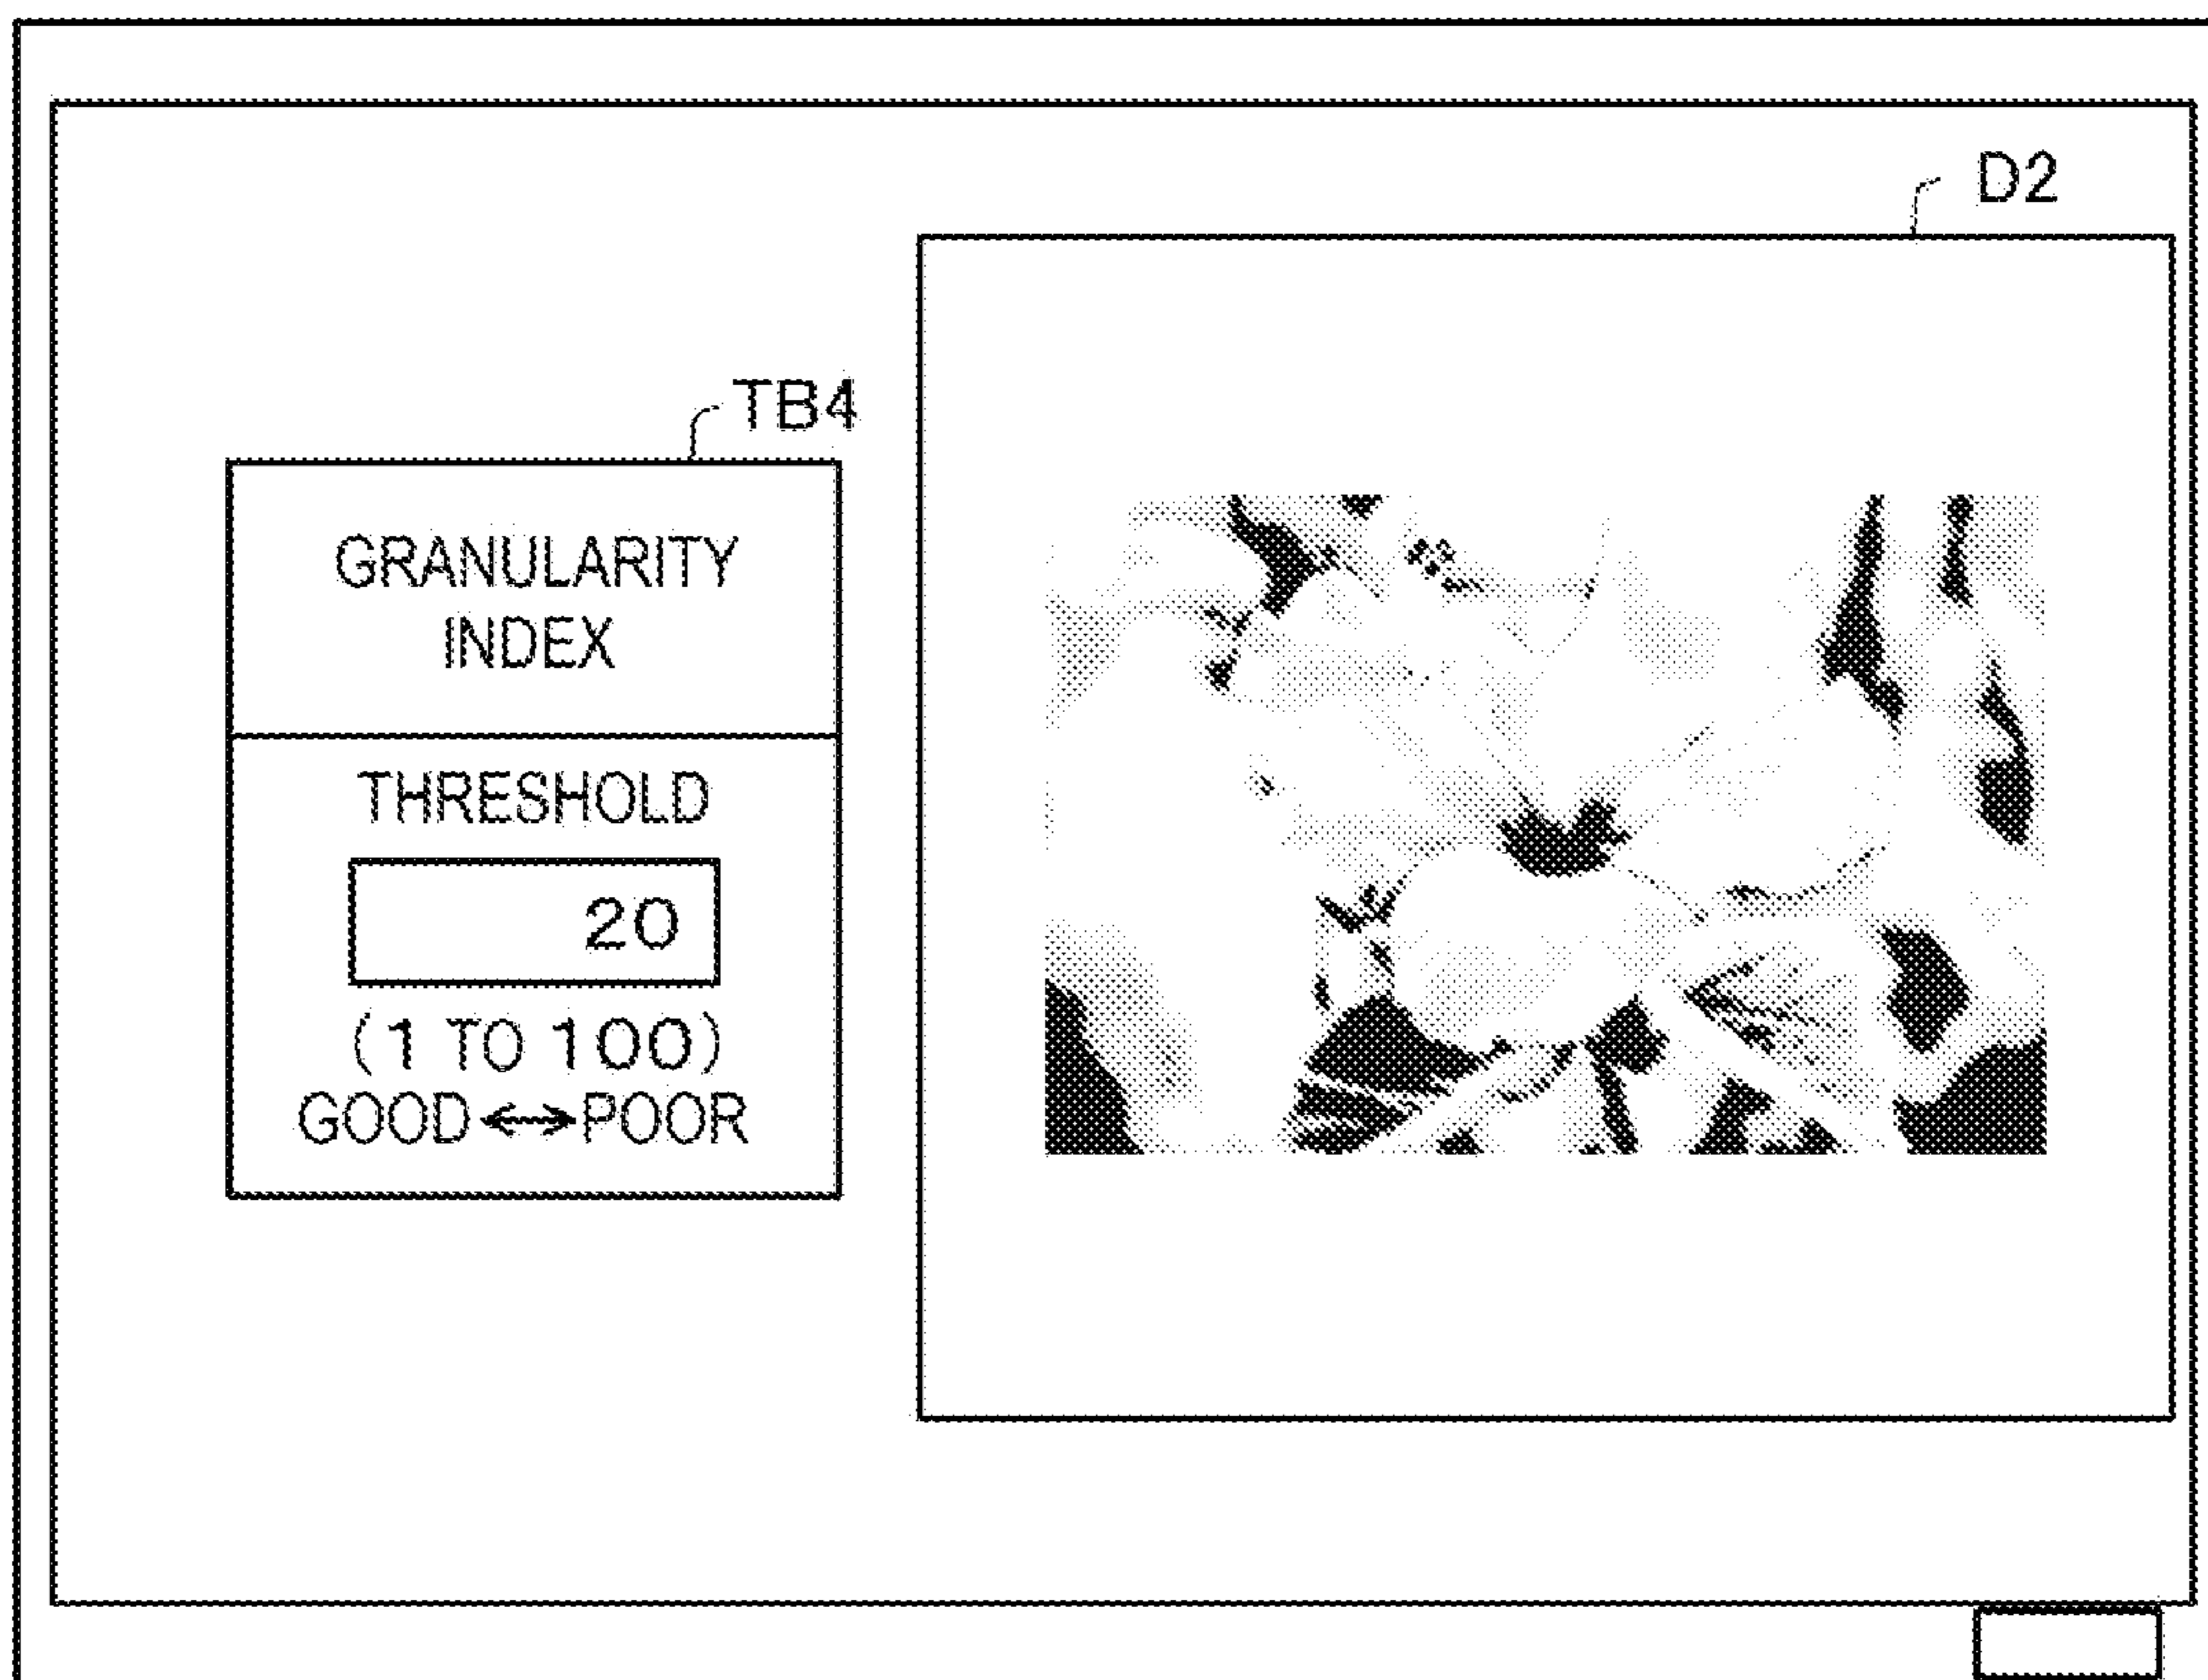 D2
TB4
GRANULARITY
INDEX
THRESHOLD
20
(1 TO 100)
GOOD↔POOR